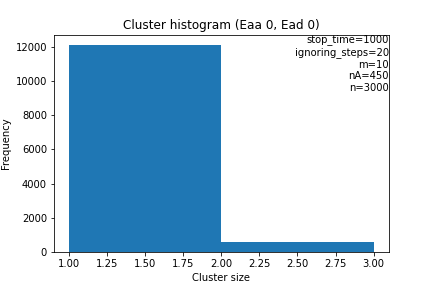 Cluster histogram (Eaa 0, Ead 0)
stop_time=1000
ignoring_steps=20
m=10
nA=450
n=3000
12000
10000
8000
6000
4000
2000
0
Frequency
1.00 1.25 1.50 1.75 2.00 2.25 2.50 2.75 3.00
Cluster size